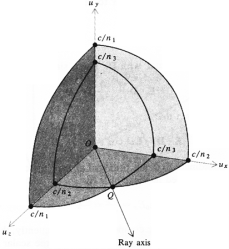 u_y
c/n_1
c/n_3
O
c/n_3
c/n_2
u_x
c/n_2
Q
c/n_1
u_z
Ray axis